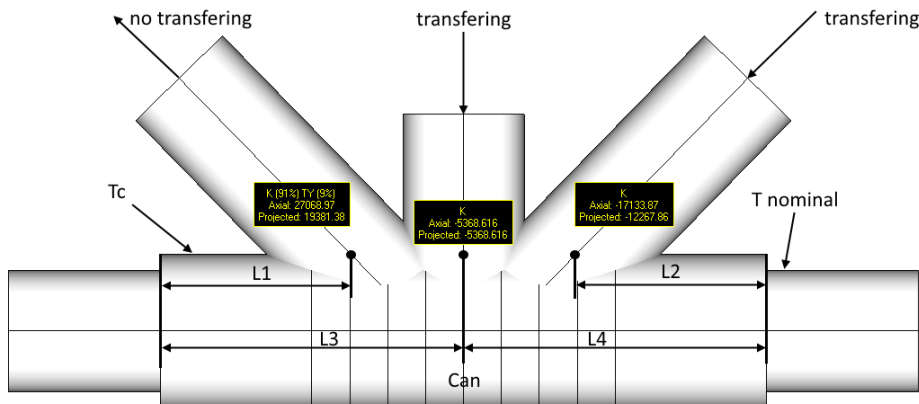 no transfering
transfering
transfering
K (91%) TY (9%)
Axial: 27068.97
Projected: 19381.38
K
Axial: -5368.616
Projected: -5368.616
K
Axial: -17133.87
Projected: -12267.86
Tc
T nominal
L1
L2
L3
L4
Can